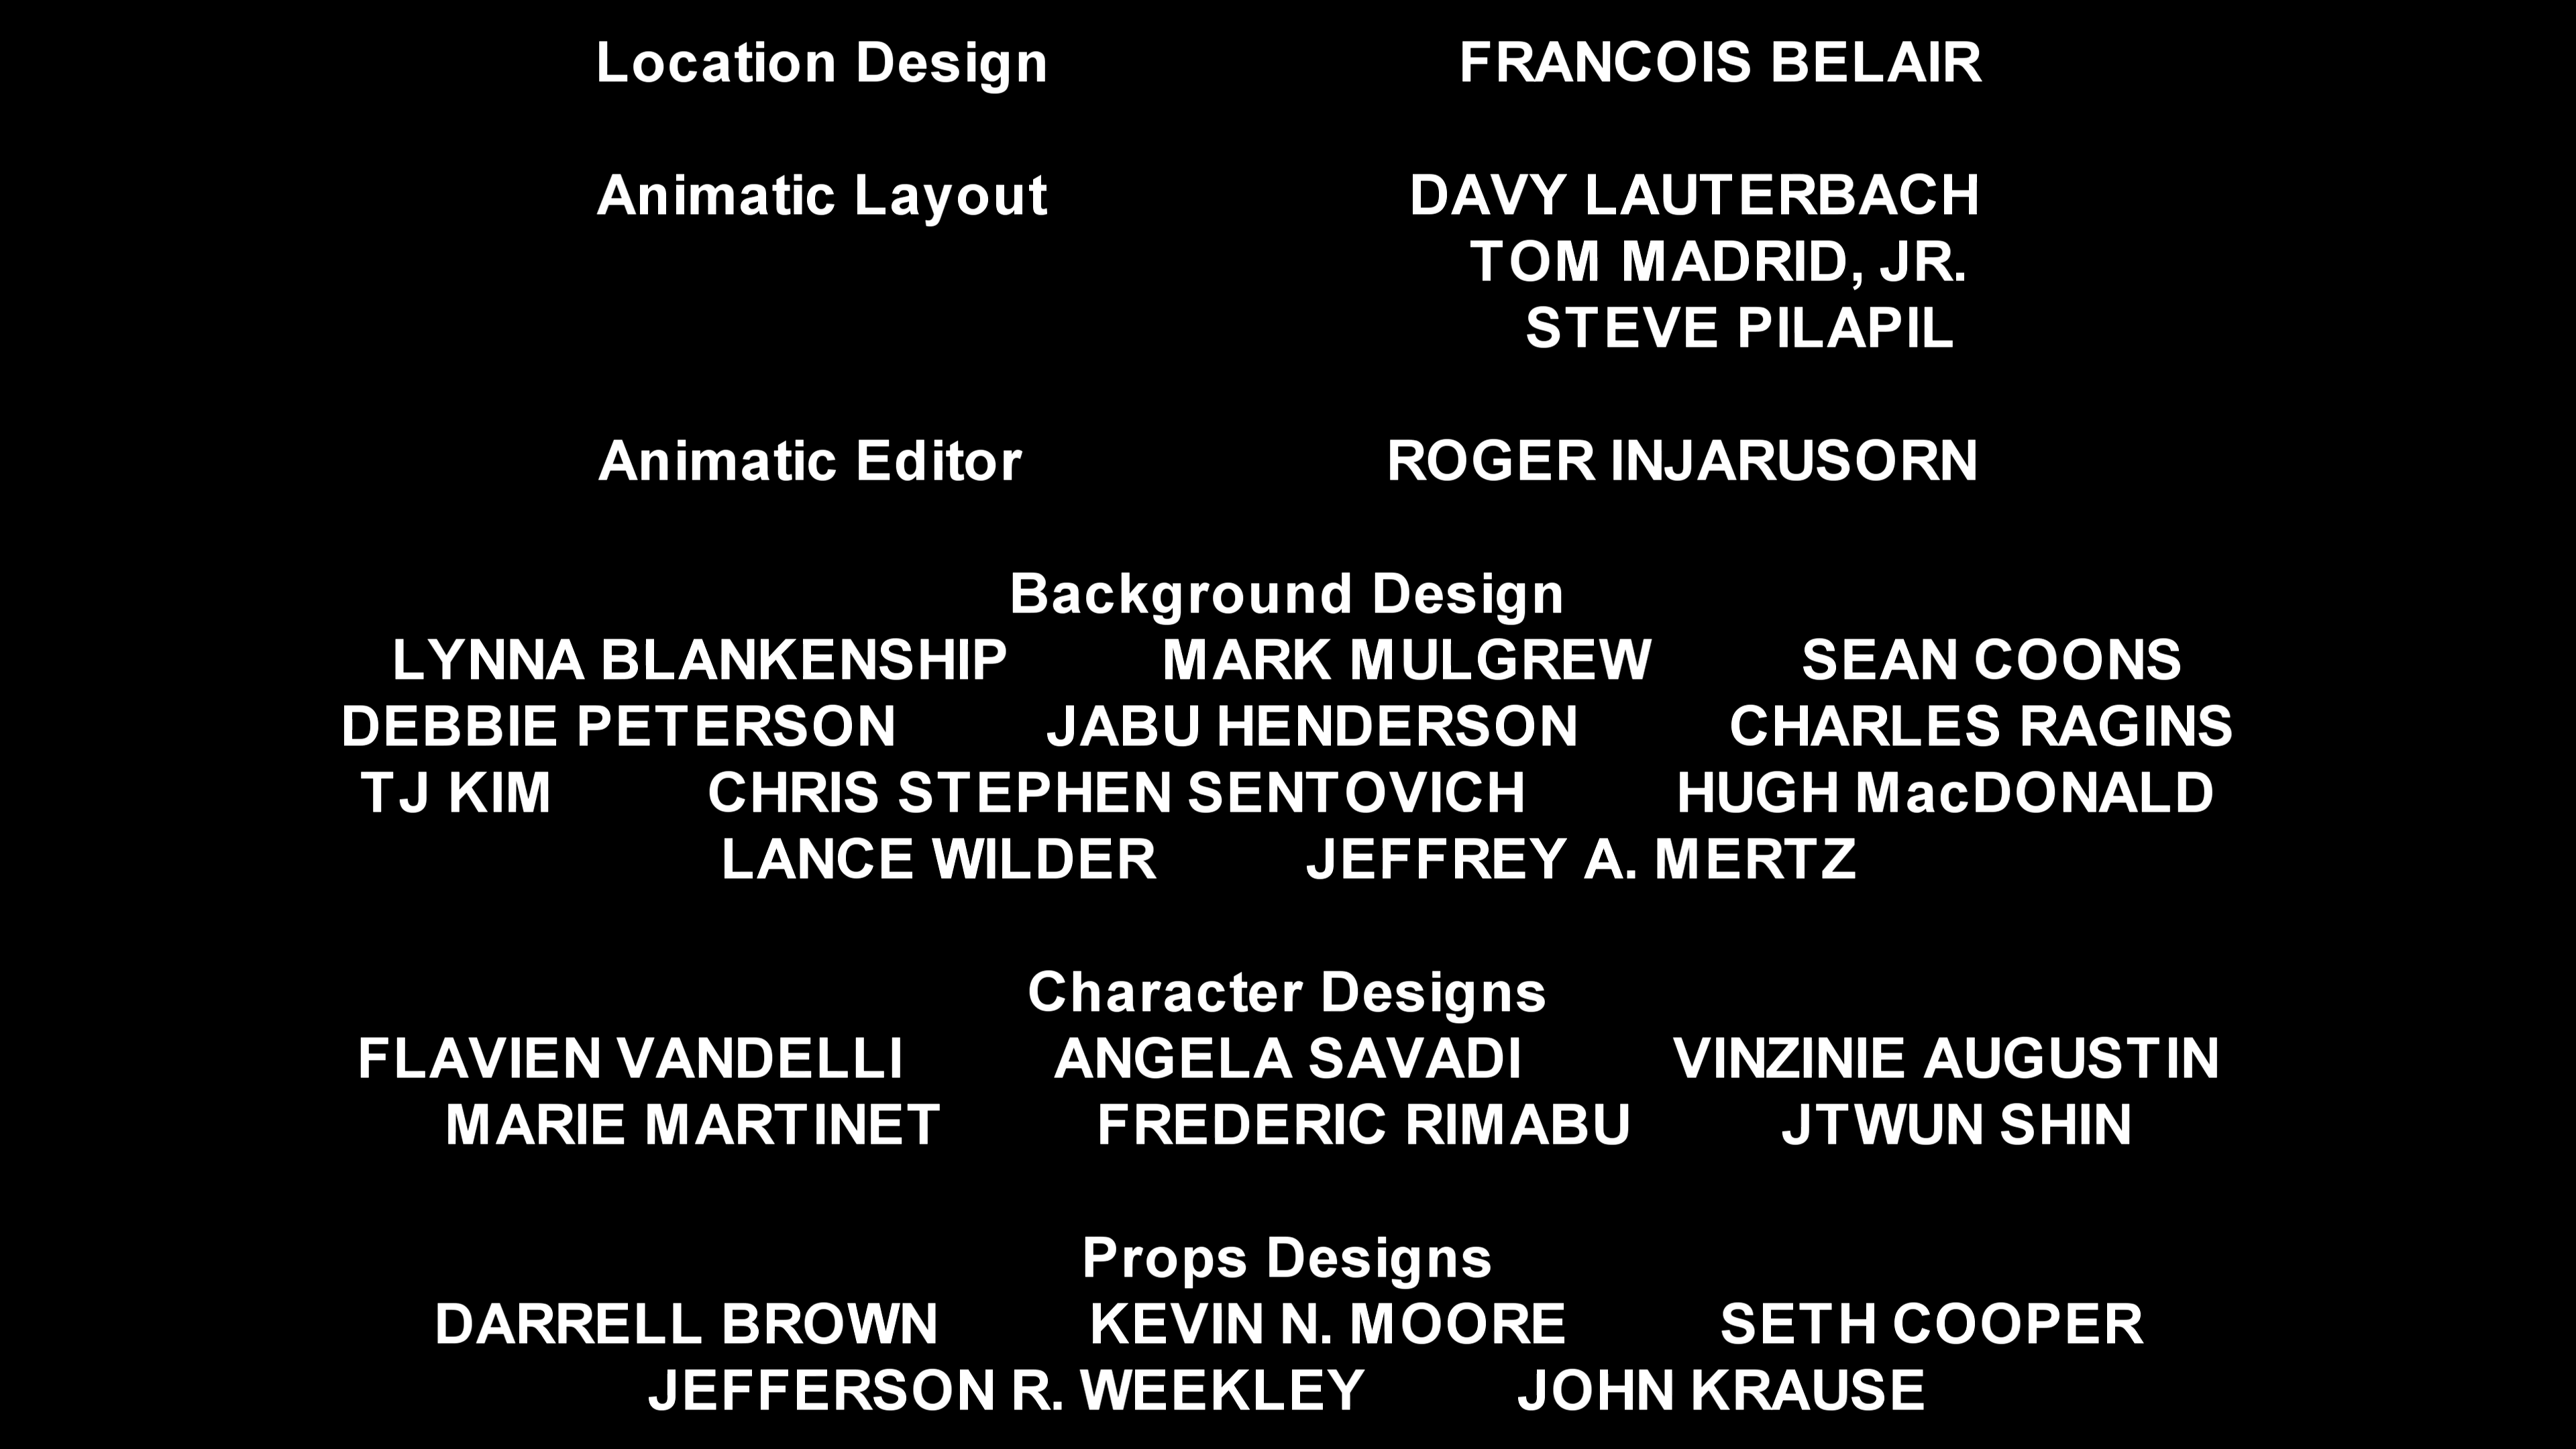 Location Design FRANCOIS BELAIR
Animatic Layout DAVY LAUTERBACH
TOM MADRID, JR.
STEVE PILAPIL
Animatic Editor ROGER INJARUSORN
Background Design
LYNNA BLANKENSHIP MARK MULGREW SEAN COONS
DEBBIE PETERSON JABU HENDERSON CHARLES RAGINS
TJ KIM CHRIS STEPHEN SENTOVICH HUGH MacDONALD
LANCE WILDER JEFFREY A. MERTZ
Character Designs
FLAVIEN VANDELLI ANGELA SAVADI VINZINIE AUGUSTIN
MARIE MARTINET FREDERIC RIMABU JTWUN SHIN
Props Designs
DARRELL BROWN KEVIN N. MOORE SETH COOPER
JEFFERSON R. WEEKLEY JOHN KRAUSE